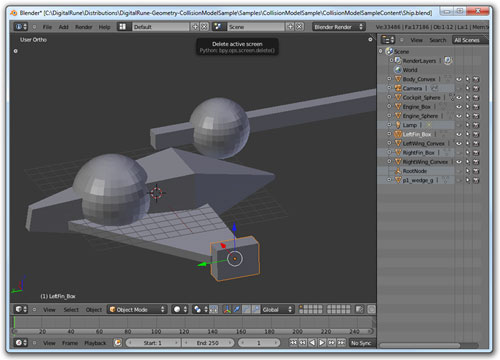 Blender* [C:\DigitalRune\Distributions\DigitalRune-Geometry-CollisionModelSample\Samples\CollisionModelSample\CollisionModelSampleContent\Ship.blend]
File Add Render Help Default Scene Blender Render Ve:33486 | Fa:17186 | Ob:1-12 | La:1 | Mem:
User Ortho
Delete active screen
Python: bpy.ops.screen.delete()
View Search All Scenes
Scene
RenderLayers
World
Body_Convex
Camera
Cockpit_Sphere
Engine_Box
Engine_Sphere
Lamp
LeftFin_Box
LeftWing_Convex
RightFin_Box
RightWing_Convex
RootNode
p1_wedge_g
(1) LeftFin_Box
View Select Object Object Mode Global
0 20 40 60 80 100 120 140 160 180 200 220 240
View Frame Playback Start: 1 End: 250 1 No Sync